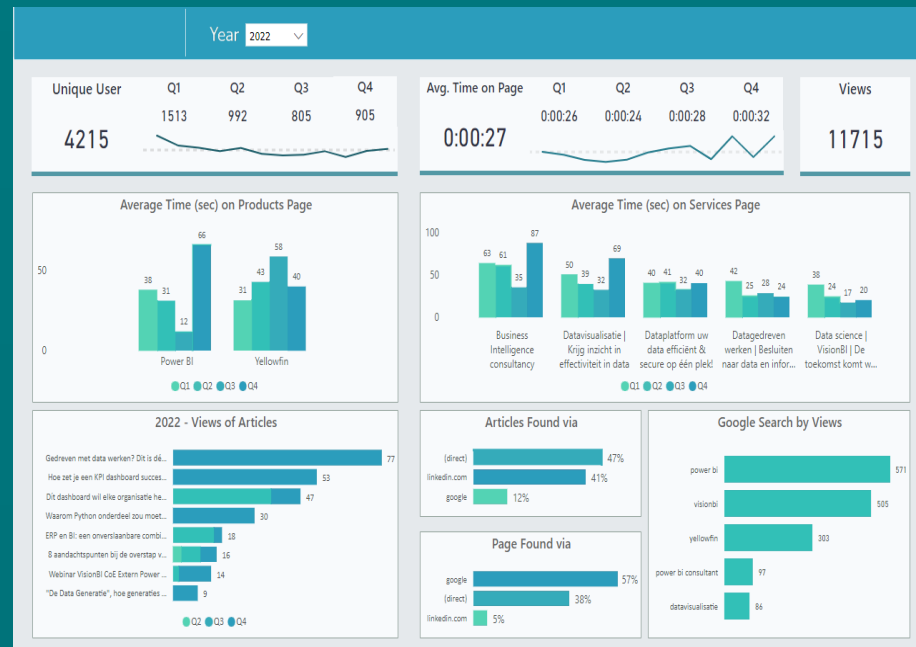 Year 2022
Unique User Q1 Q2 Q3 Q4
4215 1513 992 805 905
Avg. Time on Page Q1 Q2 Q3 Q4
0:00:27 0:00:26 0:00:24 0:00:28 0:00:32
Views
11715
Average Time (sec) on Products Page
50
0
38 31 12 66
31 43 58 40
Power BI Yellowfin
Q1 Q2 Q3 Q4
Average Time (sec) on Services Page
100
50
0
63 61 35 87
50 39 32 69
40 41 32 40
42 25 28 24
38 24 17 20
Business
Intelligence
consultancy
Datavisualisatie |
Krijg inzicht in
effectiviteit in data
Dataplatform uw
data efficiënt &
secure op één plek!
Datagedreven
werken | Besluiten
naar data en infor...
Data science |
VisionBI | De
toekomst komt w...
Q1 Q2 Q3 Q4
2022 - Views of Articles
Gedreven met data werken? Dit is dé... 77
Hoe zet je een KPI dashboard succes... 53
Dit dashboard wil elke organisatie he... 47
Waarom Python onderdeel zou moet... 30
ERP en BI: een onverslaanbare combi... 18
8 aandachtspunten bij de overstap v... 16
Webinar VisionBI CoE Extern Power ... 14
"De Data Generatie", hoe generaties ... 9
Q2 Q3 Q4
Articles Found via
(direct) 47%
linkedin.com 41%
google 12%
Page Found via
google 57%
(direct) 38%
linkedin.com 5%
Google Search by Views
power bi 571
visionbi 505
yellowfin 303
power bi consultant 97
datavisualisatie 86